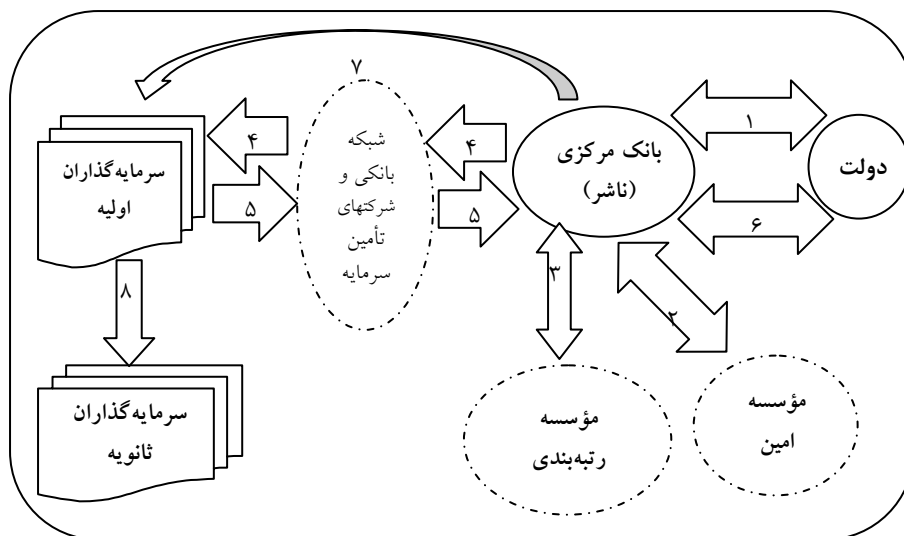 ۷
۱
۴
۴
شبکه
بانکی و
شرکتهای
تأمین
سرمایه
بانک مرکزی
(ناشر)
دولت
سرمایه‌گذاران
اولیه
۵
۵
۶
۳
۲
۸
مؤسسه
امین
مؤسسه
رتبه‌بندی
سرمایه‌گذاران
ثانویه